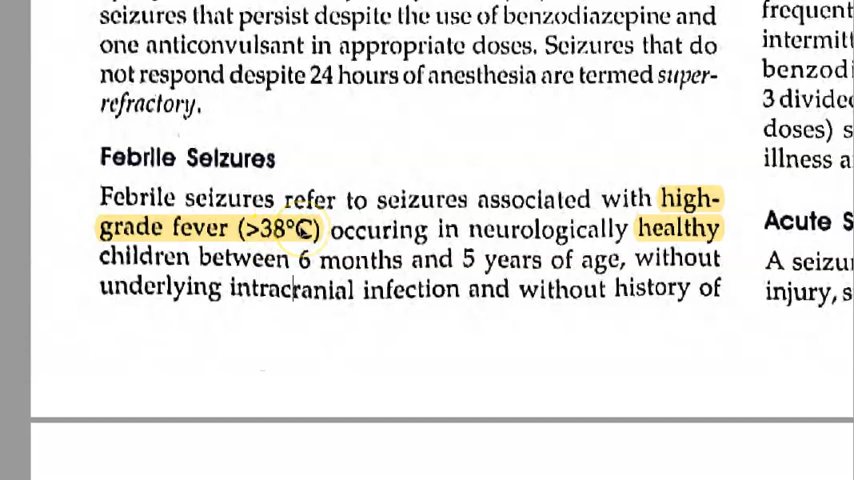 seizures that persist despite the use of benzodiazepine and
one anticonvulsant in appropriate doses. Seizures that do
not respond despite 24 hours of anesthesia are termed super-
refractory.
Febrile Seizures
Febrile seizures refer to seizures associated with high-
grade fever (>38°C) occuring in neurologically healthy
children between 6 months and 5 years of age, without
underlying intracranial infection and without history of
frequent
intermitt
benzodi
3 divide
doses) s
illness a
Acute S
A seizu
injury, s